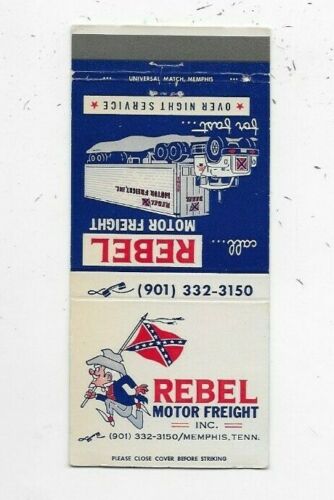 UNIVERSAL MATCH, MEMPHIS
call...
REBEL
MOTOR FREIGHT
REBEL
MOTOR FREIGHT, INC.
REBEL
for fast...
★ OVER NIGHT SERVICE ★
(901) 332-3150
REBEL
MOTOR FREIGHT
INC.
(901) 332-3150/MEMPHIS, TENN.
PLEASE CLOSE COVER BEFORE STRIKING